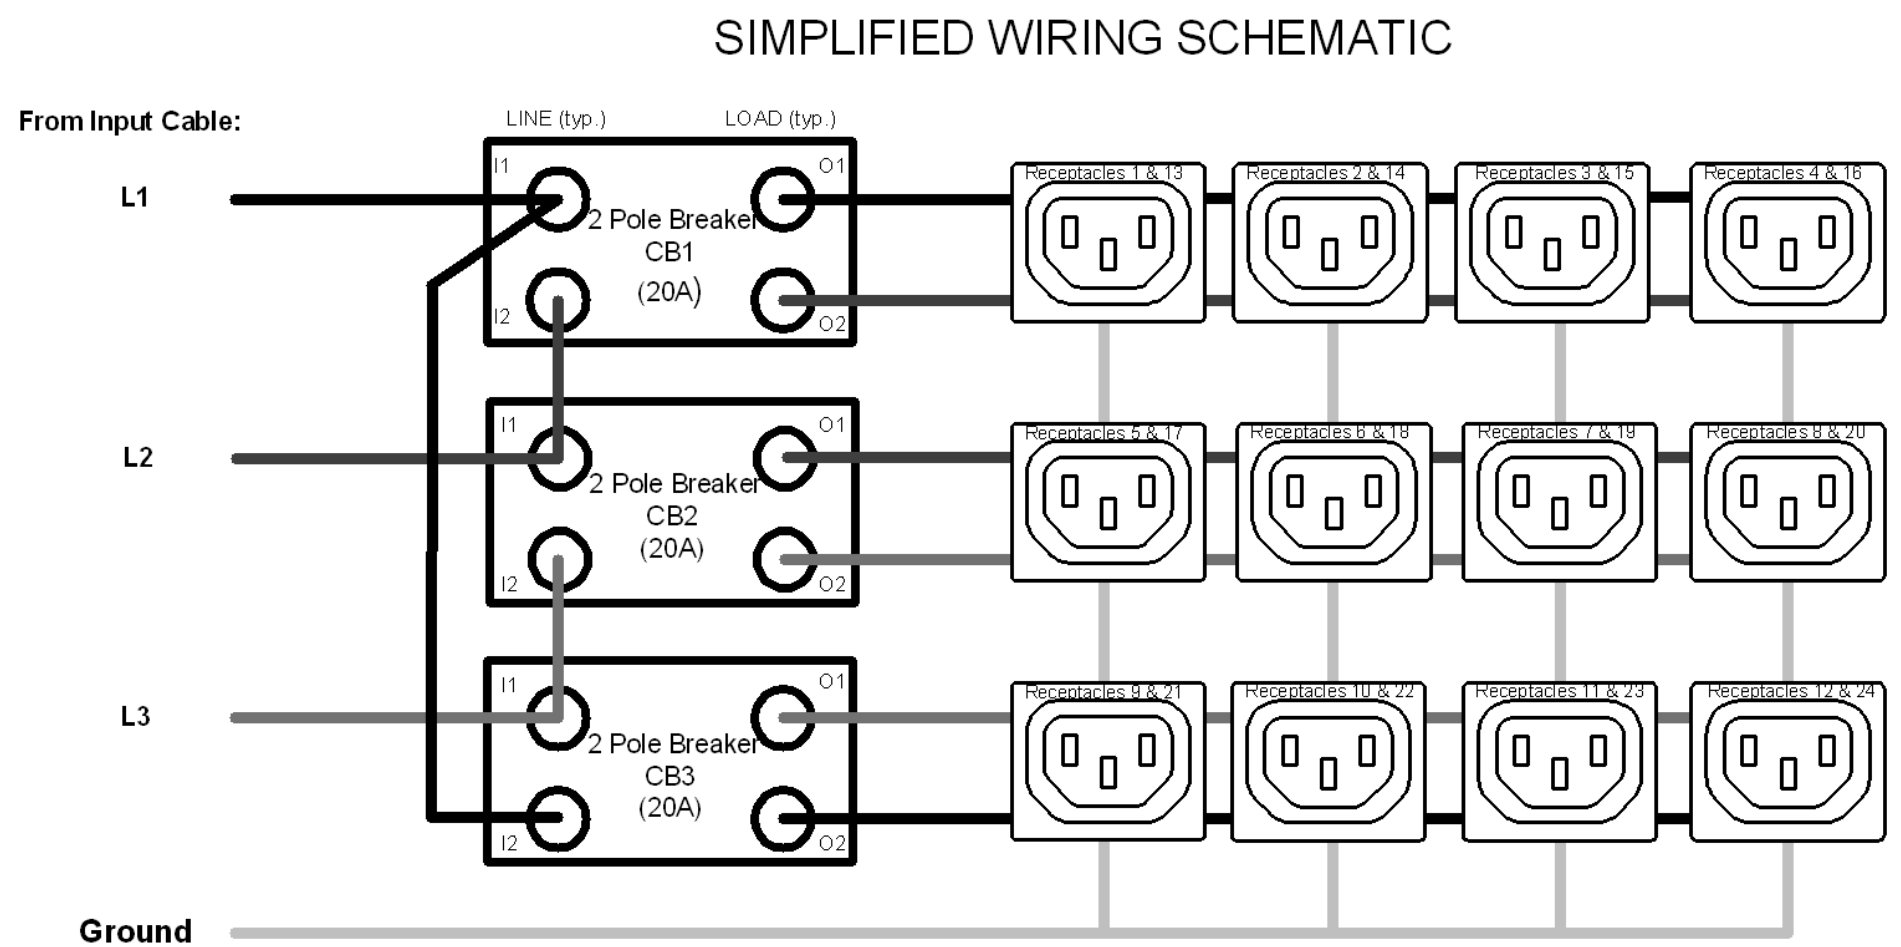 SIMPLIFIED WIRING SCHEMATIC
From Input Cable:
LINE (typ.)
LOAD (typ.)
L1
I1
O1
2 Pole Breaker
CB1
(20A)
I2
O2
Receptacles 1 & 13
Receptacles 2 & 14
Receptacles 3 & 15
Receptacles 4 & 16
L2
I1
O1
2 Pole Breaker
CB2
(20A)
I2
O2
Receptacles 5 & 17
Receptacles 6 & 18
Receptacles 7 & 19
Receptacles 8 & 20
L3
I1
O1
2 Pole Breaker
CB3
(20A)
I2
O2
Receptacles 9 & 21
Receptacles 10 & 22
Receptacles 11 & 23
Receptacles 12 & 24
Ground